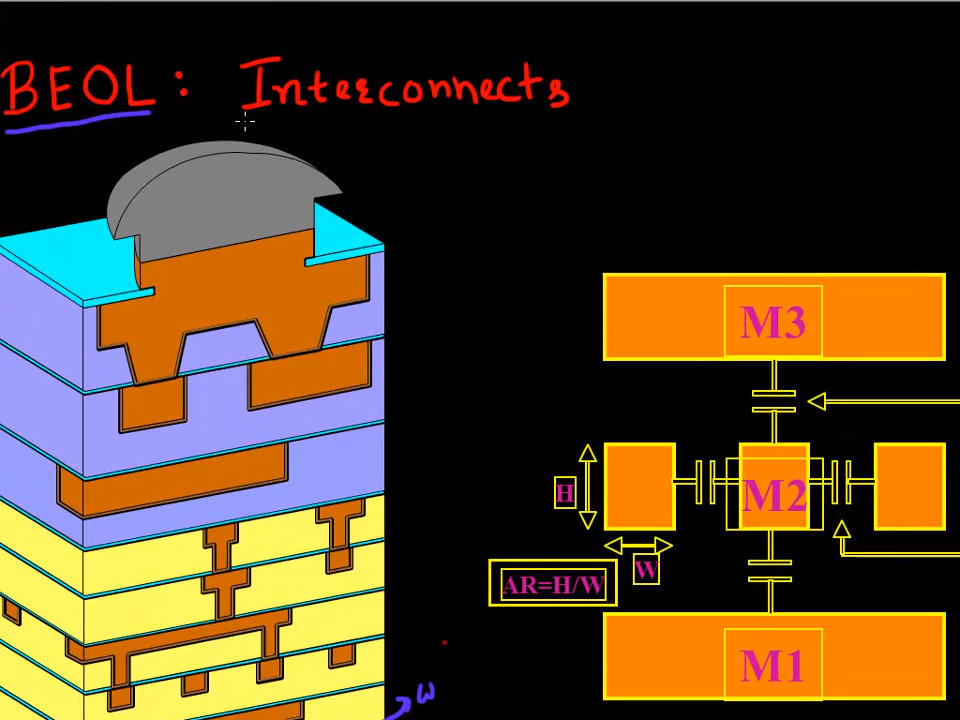 BEOL: Interconnects
M3
H
M2
W
AR=H/W
M1
W